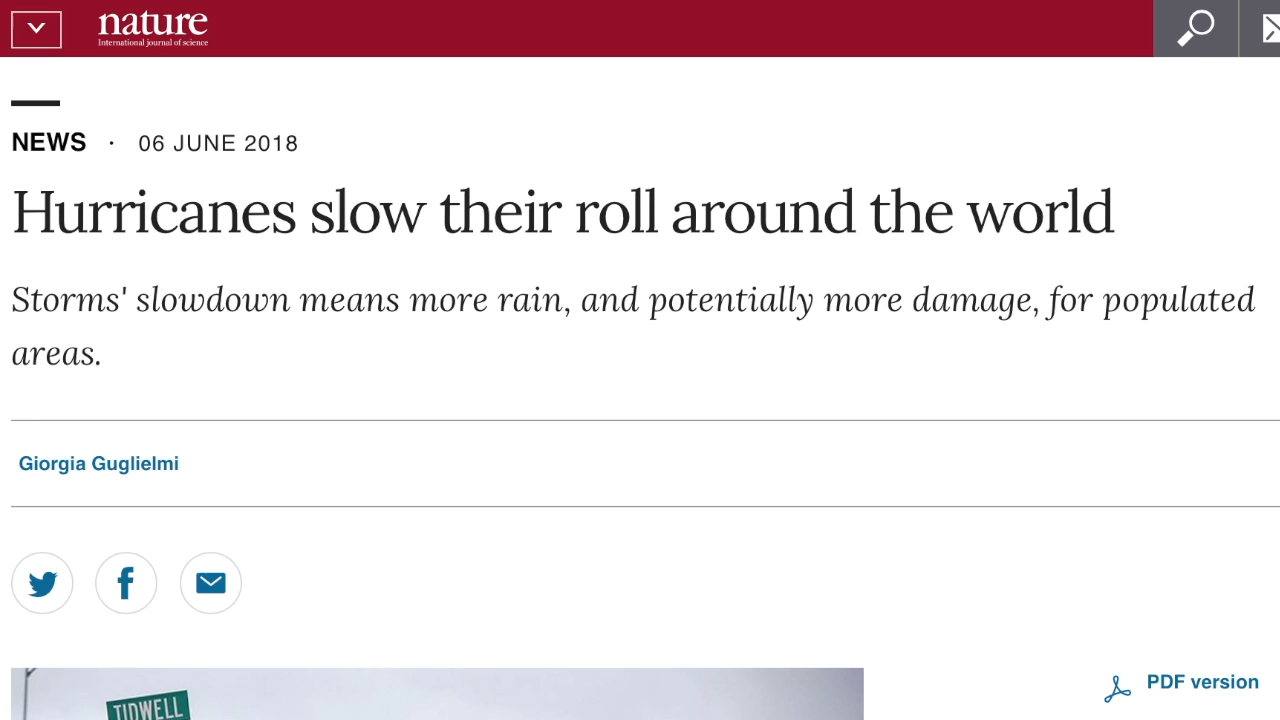 nature
International journal of science
NEWS · 06 JUNE 2018
Hurricanes slow their roll around the world
Storms' slowdown means more rain, and potentially more damage, for populated
areas.
Giorgia Guglielmi
PDF version
TIDWELL